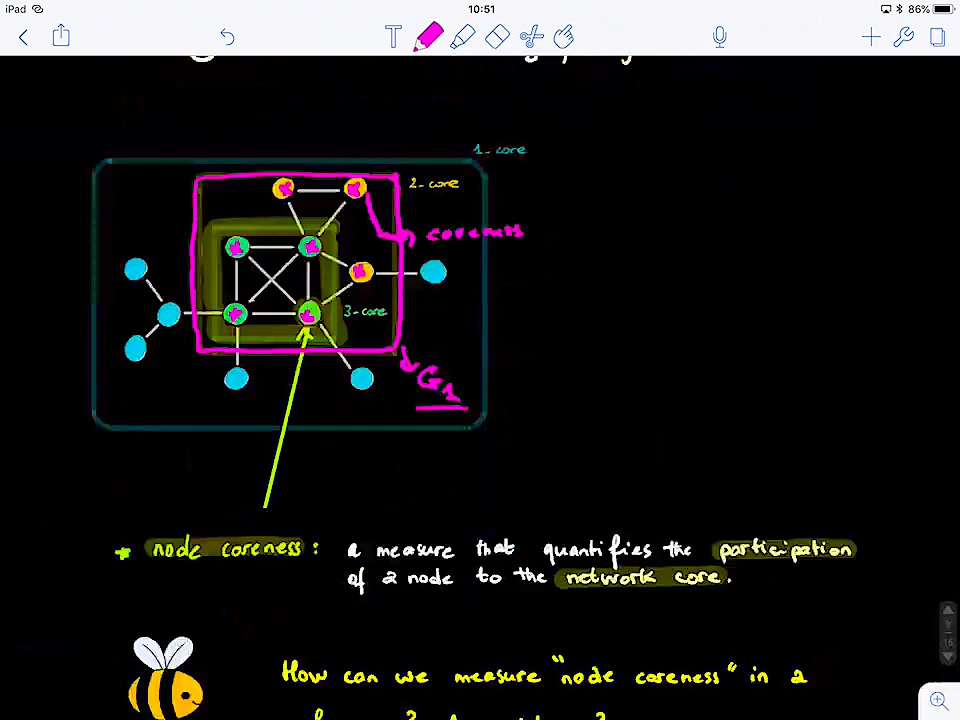 iPad
10:51
86%
T
1-core
2-core
coreness
3-core
G1
* node coreness: a measure that quantifies the participation
of a node to the network core.
How can we measure "node coreness" in a